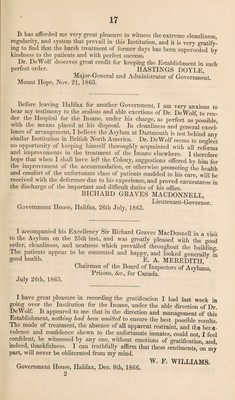 17
It has afforded me very great pleasure to witness the extreme cleanliness,
regularity, and system that prevail in this Institution, and it is very gratify-
ing to find that the harsh treatment of former days has been superseded by
kindness to the patients and with perfect success.
Dr. DeWolf deserves great credit for keeping the Establishment in such
perfect order. HASTINGS DOYLE,
Major-General and Administrator of Government.
Mount Hope, Nov. 21, 1863.
Before leaving Halifax for another Government, I am very anxious to
bear my testimony to the zealous and able exertions of Dr. DeWolf, to ren-
der the Hospital for the Insane, under his charge, as perfect as possible,
with the means placed at his disposal. In cleanliness and general excel-
lence of arrangement, I believe the Asylum at Dartmouth is not behind any
similar Institution in British North America. Dr. DeWolf seems to neglect
no opportunity of keeping himself thoroughly acquainted with all reforms
and improvements in the treatment of the Insane elsewhere. I therefore
hope that when I shall have left the Colony, suggestions offered by him for
the improvement of the accommodation, or otherwise promoting the health
and comfort of the unfortunate class of patients confided to his care, will be
received with the deference due to his experience, and proved earnestness in
the discharge of the important and difficult duties of his office.
RICHARD GRAVES MACDONNELL,
Lieutenant-Governor.
Government House, Halifax, 26th July, 1865.
I accompanied his Excellency Sir Richard Graves MacDonnell in a visit
to the Asylum on the 25th inst., and was greatly pleased with the good
order, cleanliness, and neatness which prevailed throughout the building.
The patients appear to be contented and happy, and looked generally in
good health. E. A. MEREDITH,
Chairman of the Board of Inspectors of Asylums,
Prisons, &c., for Canada.
July 26th, 1865.
I have great pleasure in recording the gratification I had last week in
going over the Institution for the Insane, under the able direction of Dr.
DeWolf. It appeared to me that in the direction and management of this
Establishment, nothing had been omitted to ensure the best possible results.
The mode of treatment, the absence of all apparent restraint, and the bene-
volence and confidence shewn to the unfortunate inmates, could not, I feel
confident, be witnessed by any one, without emotions of gratification, and,
indeed, thankfulness. I can truthfully affirm that these sentiments, on my
part, will never be obliterated from my mind.
W. F. WILLIAMS.
Government House, Halifax, Dec. 8th, 1866.
2